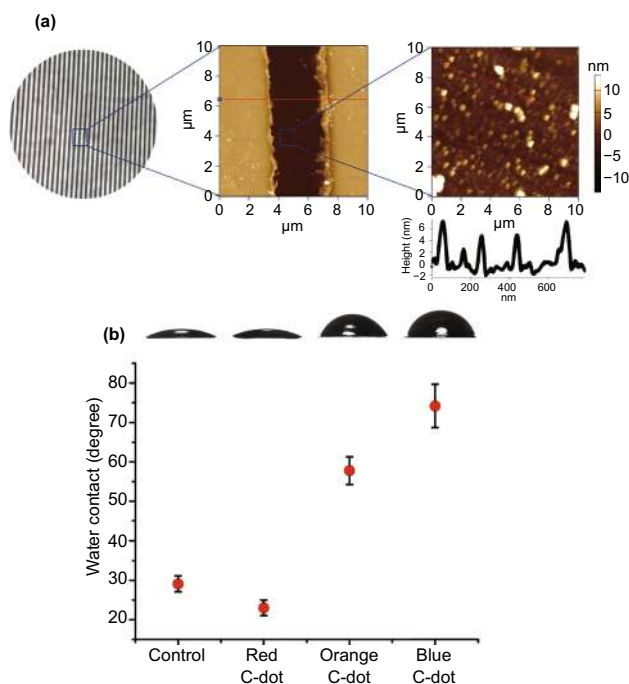 (a)
10
8
6
4
2
0
μm
0 2 4 6 8 10
μm
10
8
6
4
2
0
μm
0 2 4 6 8 10
μm
nm
10
5
0
−5
−10
Height (nm)
6
4
2
0
−2
0 200 400 600
nm
(b)
Water contact (degree)
80
70
60
50
40
30
20
Control
Red
C-dot
Orange
C-dot
Blue
C-dot